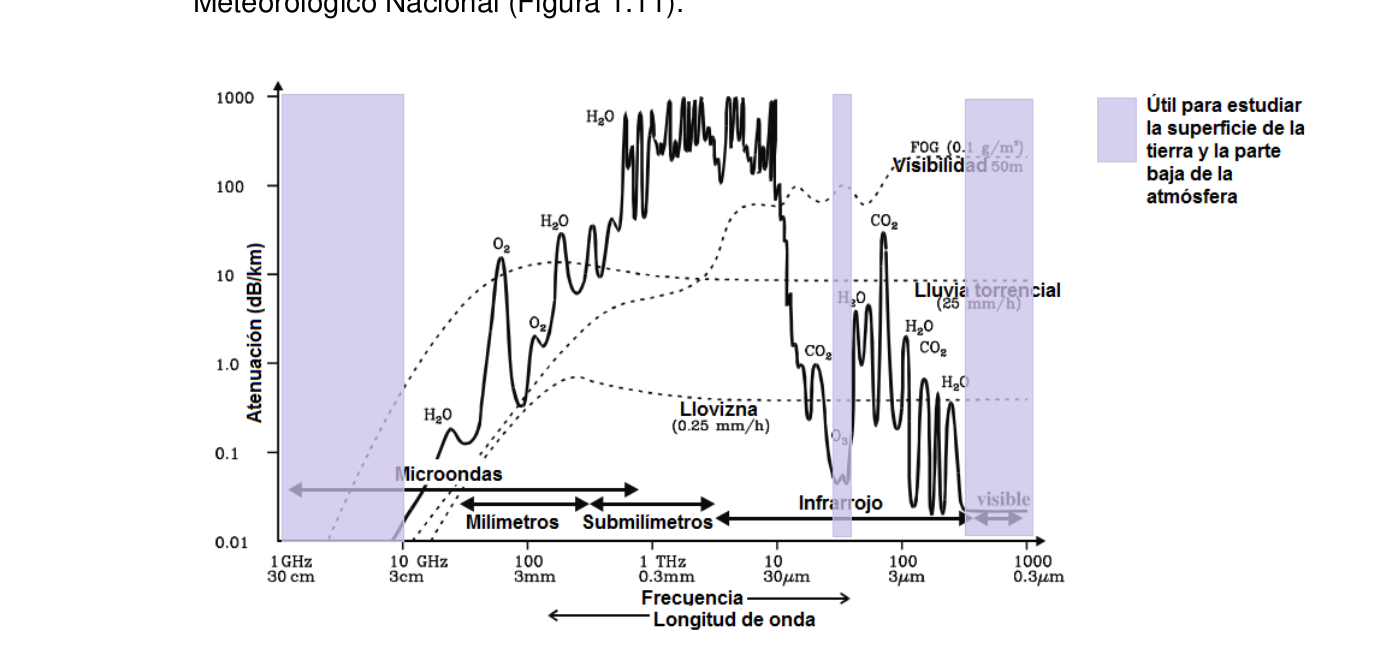 Meteorológico Nacional (Figura 1.11).
1000
100
10
1.0
0.1
0.01
Atenuación (dB/km)
H₂O
O₂
H₂O
O₂
H₂O
CO₂
O₃
H₂O
CO₂
H₂O
CO₂
H₂O
FOG (0.1 g/m³)
Visibilidad 50m
Lluvia torrencial
(25 mm/h)
Llovizna
(0.25 mm/h)
Microondas
Milímetros
Submilímetros
Infrarrojo
visible
1 GHz
30 cm
10 GHz
3cm
100
3mm
1 THz
0.3mm
10
30μm
100
3μm
1000
0.3μm
Frecuencia
Longitud de onda
Útil para estudiar
la superficie de la
tierra y la parte
baja de la
atmósfera